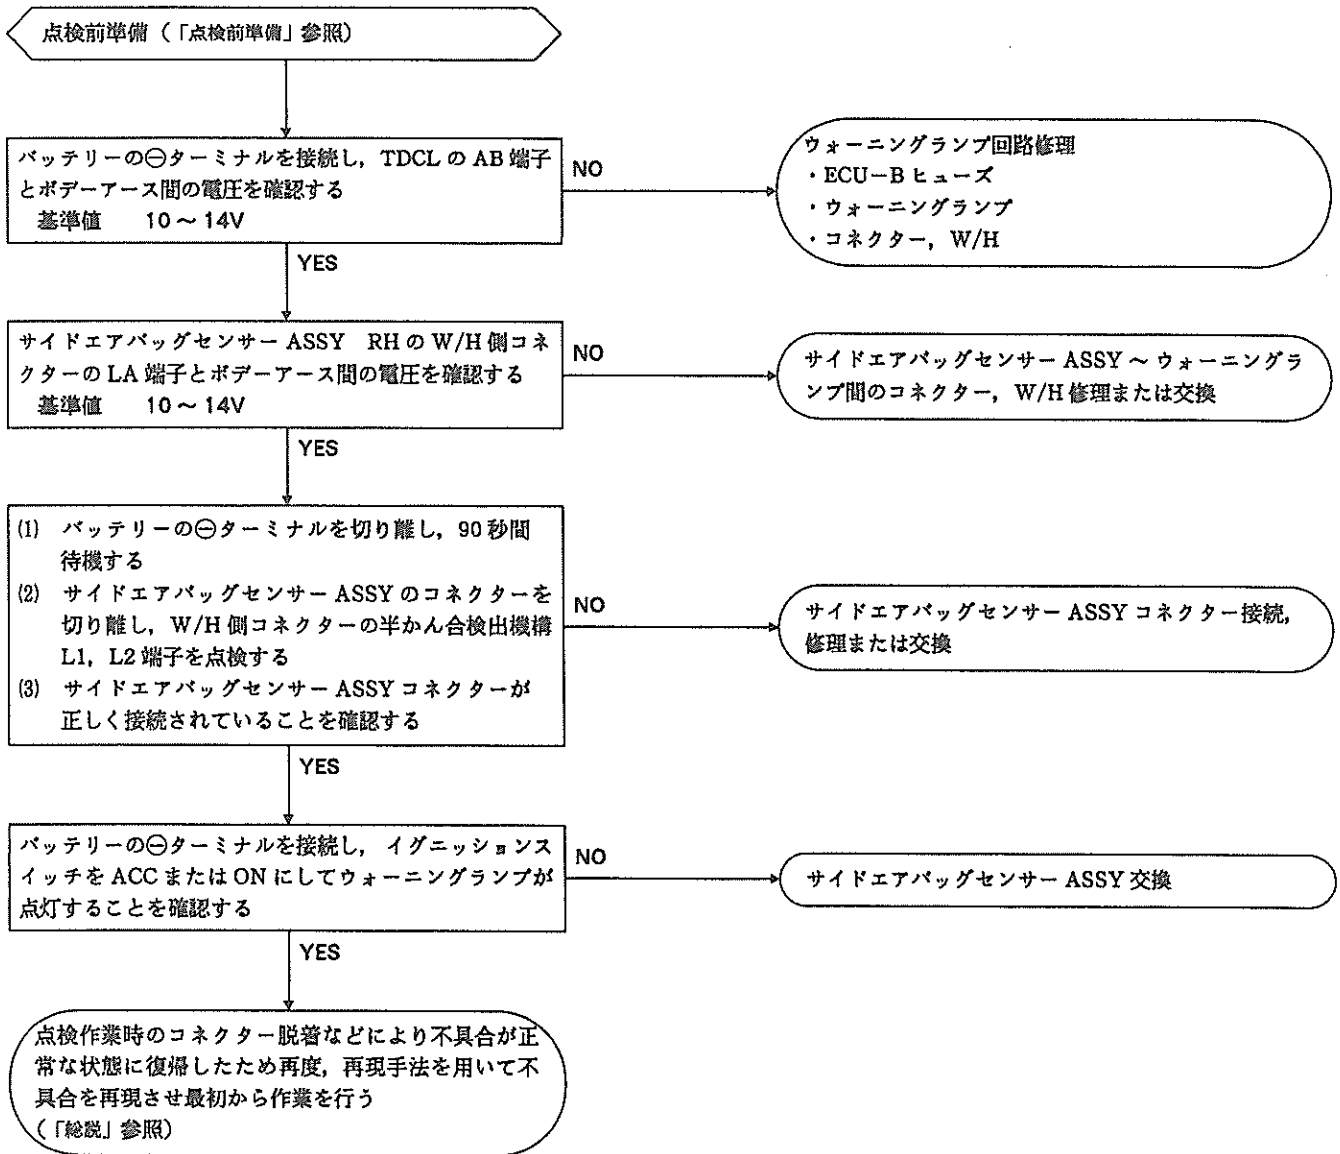 点検前準備（「点検前準備」参照）
バッテリーの⊖ターミナルを接続し，TDCL の AB 端子
とボデーアース間の電圧を確認する
基準値　10～14V
NO
ウォーニングランプ回路修理
・ECU－B ヒューズ
・ウォーニングランプ
・コネクター，W/H
YES
サイドエアバッグセンサー ASSY　RH の W/H 側コネ
クターの LA 端子とボデーアース間の電圧を確認する
基準値　10～14V
NO
サイドエアバッグセンサー ASSY ～ウォーニングラ
ンプ間のコネクター，W/H 修理または交換
YES
(1)　バッテリーの⊖ターミナルを切り離し，90 秒間
待機する
(2)　サイドエアバッグセンサー ASSY のコネクターを
切り離し，W/H 側コネクターの半かん合検出機構
L1，L2 端子を点検する
(3)　サイドエアバッグセンサー ASSY コネクターが
正しく接続されていることを確認する
NO
サイドエアバッグセンサー ASSY コネクター接続，
修理または交換
YES
バッテリーの⊖ターミナルを接続し，イグニッションス
イッチを ACC または ON にしてウォーニングランプが
点灯することを確認する
NO
サイドエアバッグセンサー ASSY 交換
YES
点検作業時のコネクター脱着などにより不具合が正
常な状態に復帰したため再度，再現手法を用いて不
具合を再現させ最初から作業を行う
（「総説」参照）